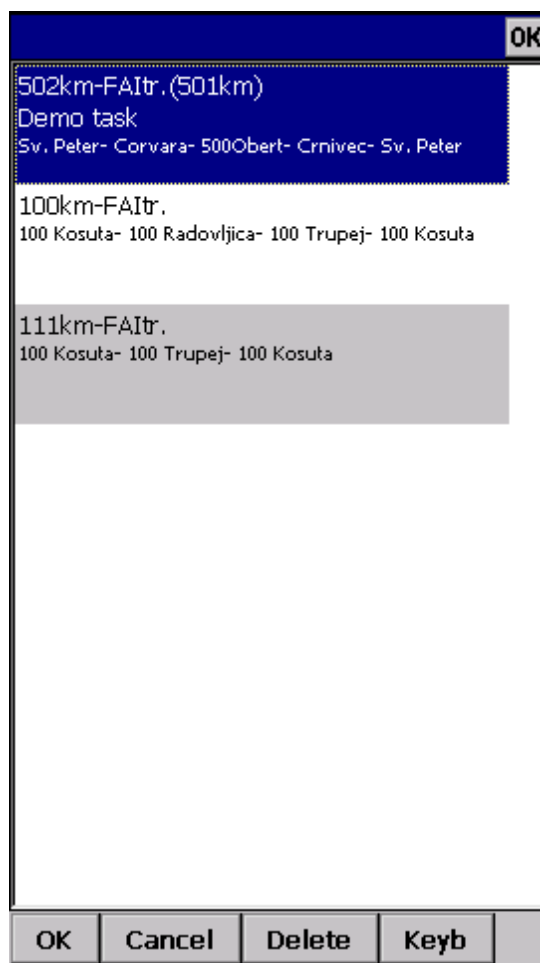 OK
502km-FAItr.(501km)
Demo task
Sv. Peter- Corvara- 500Obert- Crnivec- Sv. Peter
100km-FAItr.
100 Kosuta- 100 Radovljica- 100 Trupej- 100 Kosuta
111km-FAItr.
100 Kosuta- 100 Trupej- 100 Kosuta
OK Cancel Delete Keyb